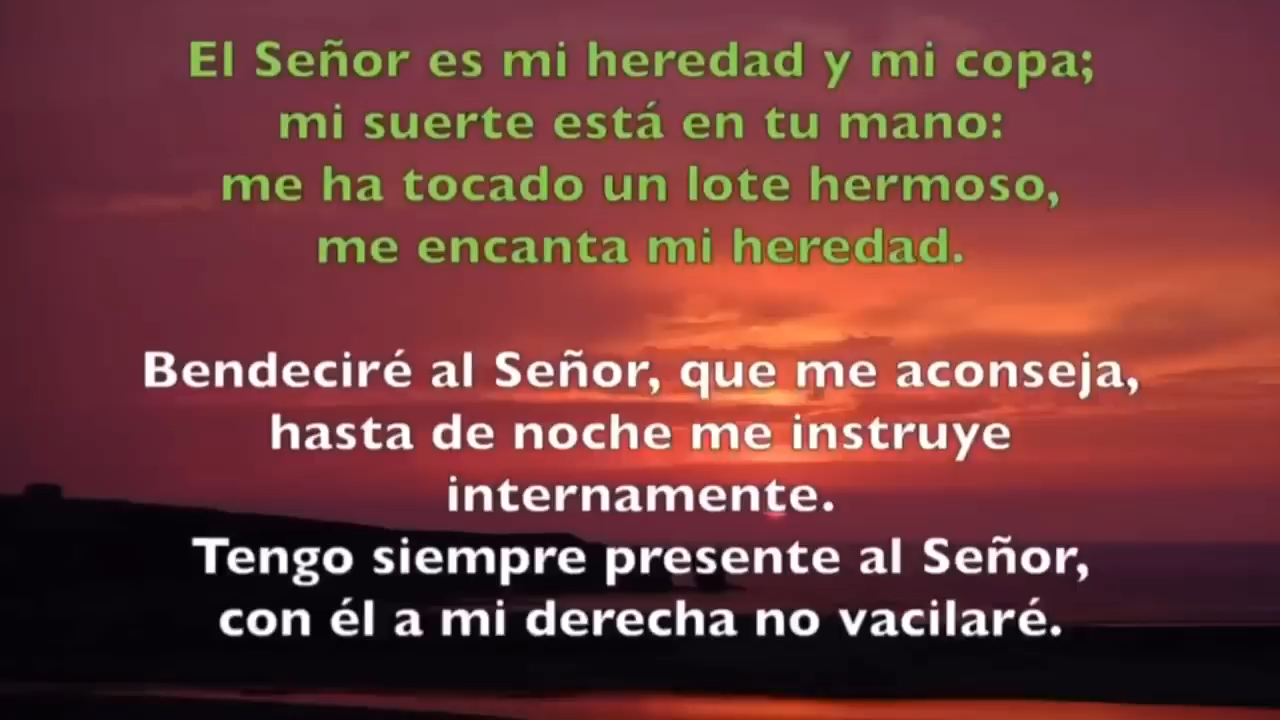 El Señor es mi heredad y mi copa;
mi suerte está en tu mano:
me ha tocado un lote hermoso,
me encanta mi heredad.
Bendeciré al Señor, que me aconseja,
hasta de noche me instruye
internamente.
Tengo siempre presente al Señor,
con él a mi derecha no vacilaré.